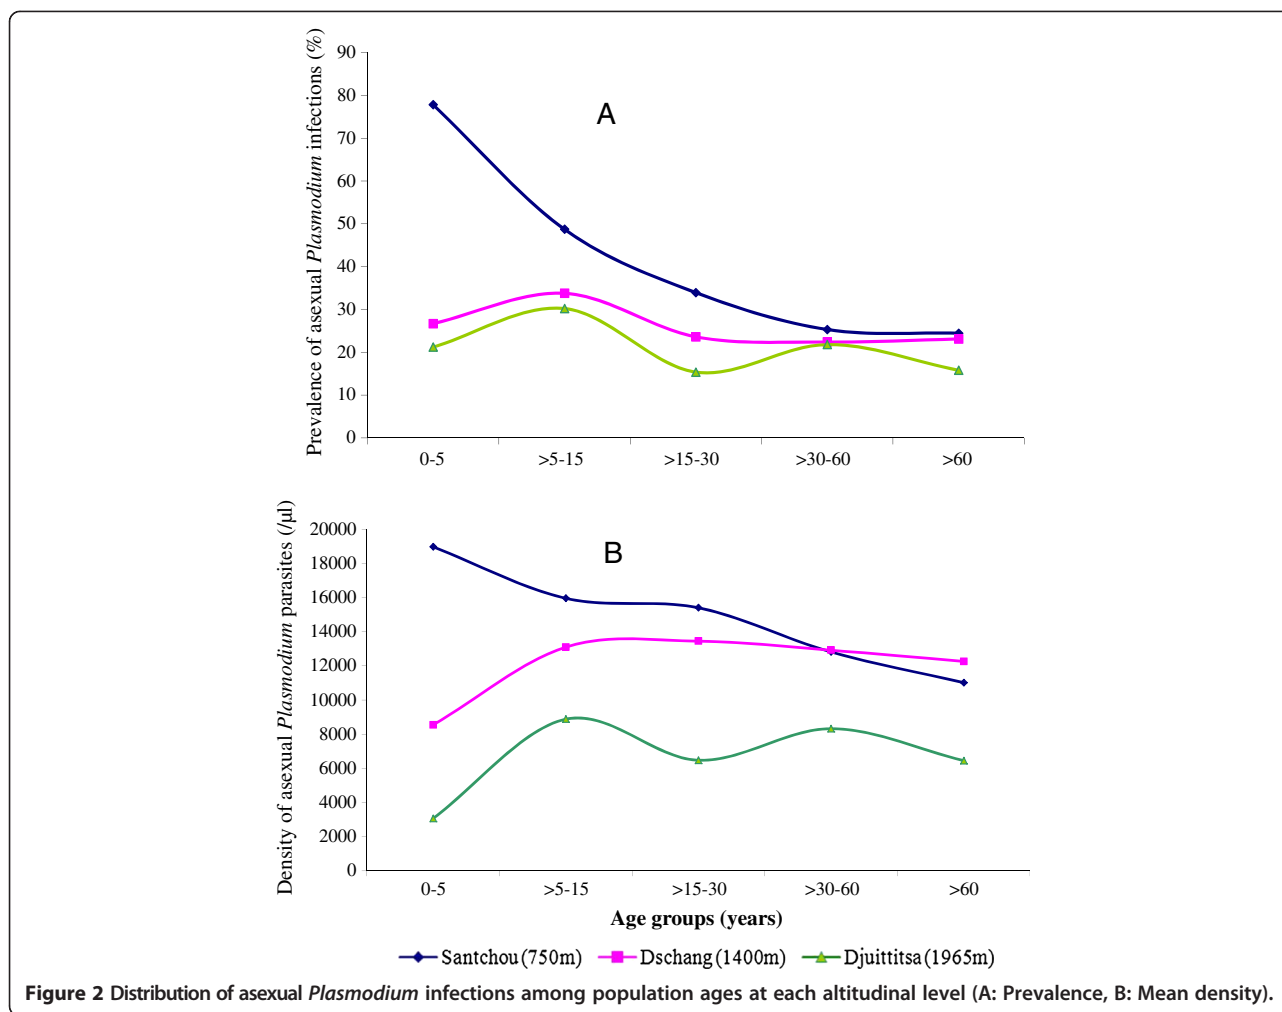 Prevalence of asexual Plasmodium infections (%)
90
80
70
60
50
40
30
20
10
0
A
0-5 >5-15 >15-30 >30-60 >60
Density of asexual Plasmodium parasites (/µl)
20000
18000
16000
14000
12000
10000
8000
6000
4000
2000
0
B
0-5 >5-15 >15-30 >30-60 >60
Age groups (years)
Santchou (750m) Dschang (1400m) Djuittitsa (1965m)
Figure 2 Distribution of asexual Plasmodium infections among population ages at each altitudinal level (A: Prevalence, B: Mean density).